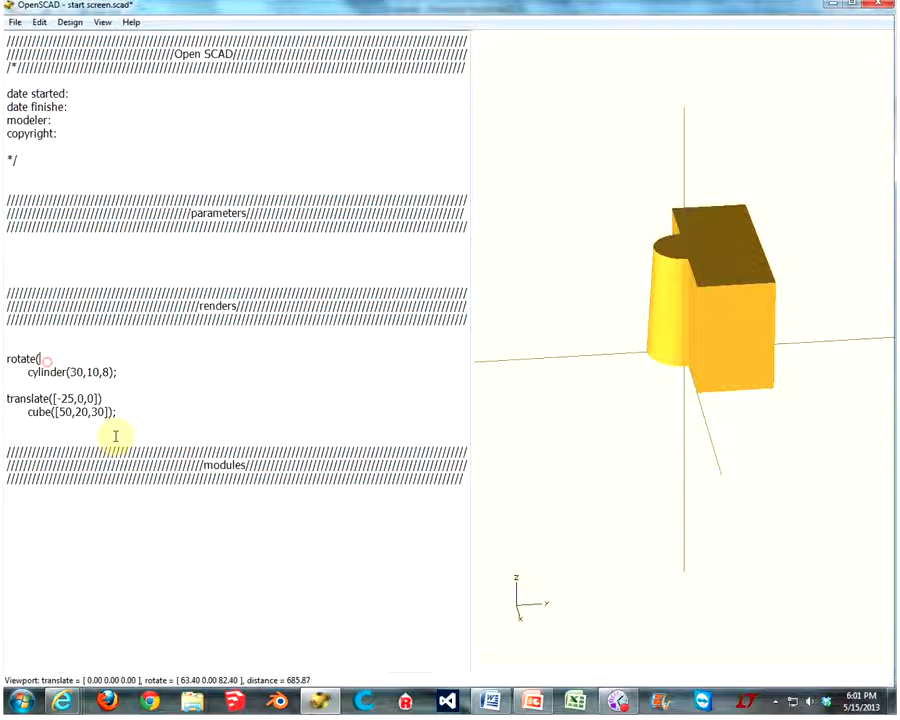 OpenSCAD - start screen.scad*
File Edit Design View Help
//////////////////////////////////////////////////////////////////////////////////////////////////////////////
////////////////////////////////////////Open SCAD////////////////////////////////////////////////////////
/*//////////////////////////////////////////////////////////////////////////////////////////////////////////
date started:
date finishe:
modeler:
copyright:
*/
//////////////////////////////////////////////////////////////////////////////////////////////////////////////
////////////////////////////////////////////parameters////////////////////////////////////////////////////
//////////////////////////////////////////////////////////////////////////////////////////////////////////////
//////////////////////////////////////////////////////////////////////////////////////////////////////////////
//////////////////////////////////////////////renders///////////////////////////////////////////////////////
//////////////////////////////////////////////////////////////////////////////////////////////////////////////
rotate(
cylinder(30,10,8);
translate([-25,0,0])
cube([50,20,30]);
//////////////////////////////////////////////////////////////////////////////////////////////////////////////
///////////////////////////////////////////////modules////////////////////////////////////////////////////
//////////////////////////////////////////////////////////////////////////////////////////////////////////////
z
Y
X
Viewport: translate = [ 0.00 0.00 0.00 ], rotate = [ 63.40 0.00 82.40 ], distance = 685.87
6:01 PM
5/15/2013